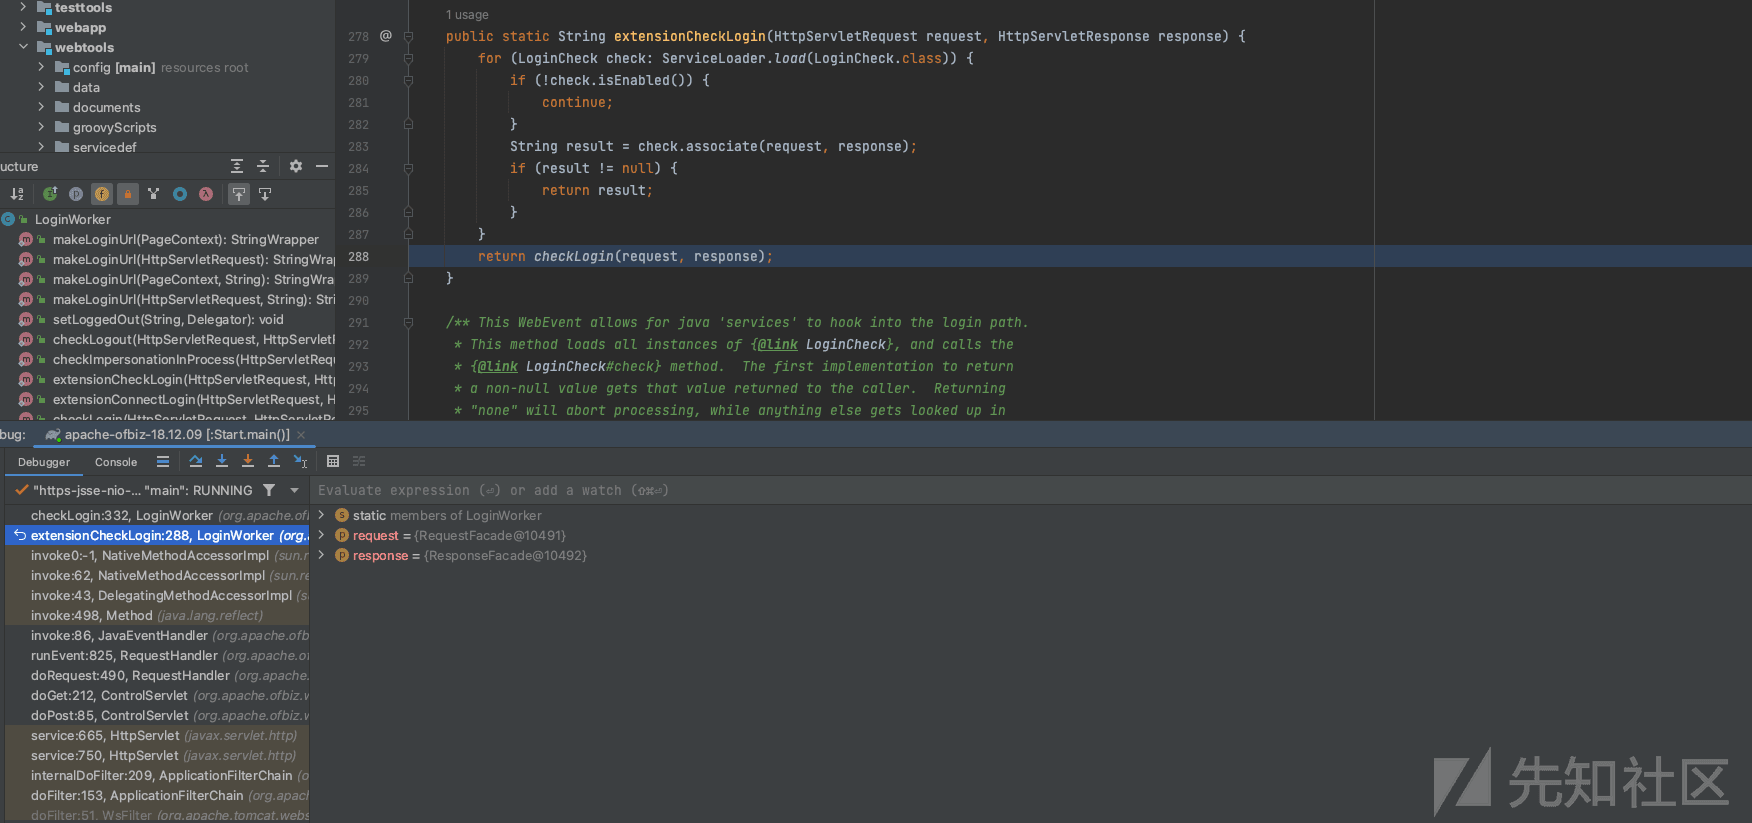 testtools
webapp
webtools
config [main] resources root
data
documents
groovyScripts
servicedef
ucture
LoginWorker
makeLoginUrl(PageContext): StringWrapper
makeLoginUrl(HttpServletRequest): StringWrap
makeLoginUrl(PageContext, String): StringWra
makeLoginUrl(HttpServletRequest, String): Stri
setLoggedOut(String, Delegator): void
checkLogout(HttpServletRequest, HttpServletR
checkImpersonationInProcess(HttpServletRequ
extensionCheckLogin(HttpServletRequest, Http
extensionConnectLogin(HttpServletRequest, H
checkLogin(HttpServletRequest, HttpServletRe
1 usage
278 @ public static String extensionCheckLogin(HttpServletRequest request, HttpServletResponse response) {
279 for (LoginCheck check: ServiceLoader.load(LoginCheck.class)) {
280 if (!check.isEnabled()) {
281 continue;
282 }
283 String result = check.associate(request, response);
284 if (result != null) {
285 return result;
286 }
287 }
288 return checkLogin(request, response);
289 }
290
291 /** This WebEvent allows for java 'services' to hook into the login path.
292 * This method loads all instances of {@link LoginCheck}, and calls the
293 * {@link LoginCheck#check} method.  The first implementation to return
294 * a non-null value gets that value returned to the caller.  Returning
295 * "none" will abort processing, while anything else gets looked up in
bug: apache-ofbiz-18.12.09 [:Start.main()] ×
Debugger Console
"https-jsse-nio-... "main": RUNNING
Evaluate expression (⏎) or add a watch (⇧⌘⏎)
checkLogin:332, LoginWorker (org.apache.ofb
extensionCheckLogin:288, LoginWorker (org.
invoke0:-1, NativeMethodAccessorImpl (sun.r
invoke:62, NativeMethodAccessorImpl (sun.re
invoke:43, DelegatingMethodAccessorImpl (s
invoke:498, Method (java.lang.reflect)
invoke:86, JavaEventHandler (org.apache.ofb
runEvent:825, RequestHandler (org.apache.of
doRequest:490, RequestHandler (org.apache.
doGet:212, ControlServlet (org.apache.ofbiz.w
doPost:85, ControlServlet (org.apache.ofbiz.w
service:665, HttpServlet (javax.servlet.http)
service:750, HttpServlet (javax.servlet.http)
internalDoFilter:209, ApplicationFilterChain (o
doFilter:153, ApplicationFilterChain (org.apach
doFilter:51, WsFilter (org.apache.tomcat.webs
static members of LoginWorker
request = {RequestFacade@10491}
response = {ResponseFacade@10492}
先知社区